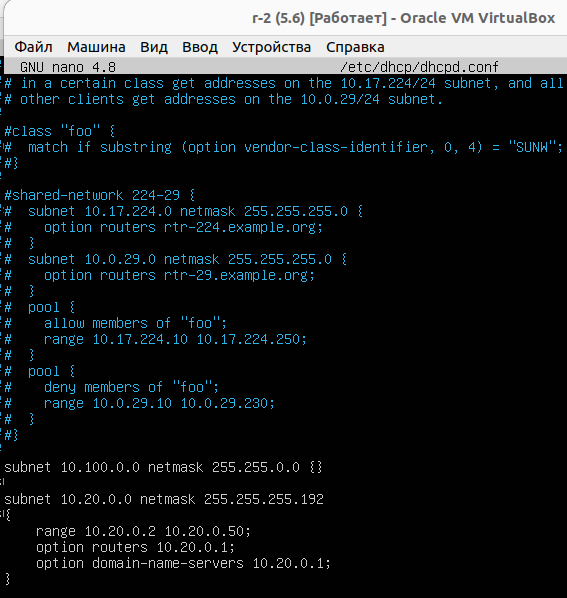 r-2 (5.6) [Работает] - Oracle VM VirtualBox
Файл Машина Вид Ввод Устройства Справка
GNU nano 4.8 /etc/dhcp/dhcpd.conf
# in a certain class get addresses on the 10.17.224/24 subnet, and all
# other clients get addresses on the 10.0.29/24 subnet.
#class "foo" {
#  match if substring (option vendor-class-identifier, 0, 4) = "SUNW";
#}
#shared-network 224-29 {
#  subnet 10.17.224.0 netmask 255.255.255.0 {
#    option routers rtr-224.example.org;
#  }
#  subnet 10.0.29.0 netmask 255.255.255.0 {
#    option routers rtr-29.example.org;
#  }
#  pool {
#    allow members of "foo";
#    range 10.17.224.10 10.17.224.250;
#  }
#  pool {
#    deny members of "foo";
#    range 10.0.29.10 10.0.29.230;
#  }
#}
subnet 10.100.0.0 netmask 255.255.0.0 {}
subnet 10.20.0.0 netmask 255.255.255.192
{
    range 10.20.0.2 10.20.0.50;
    option routers 10.20.0.1;
    option domain-name-servers 10.20.0.1;
}